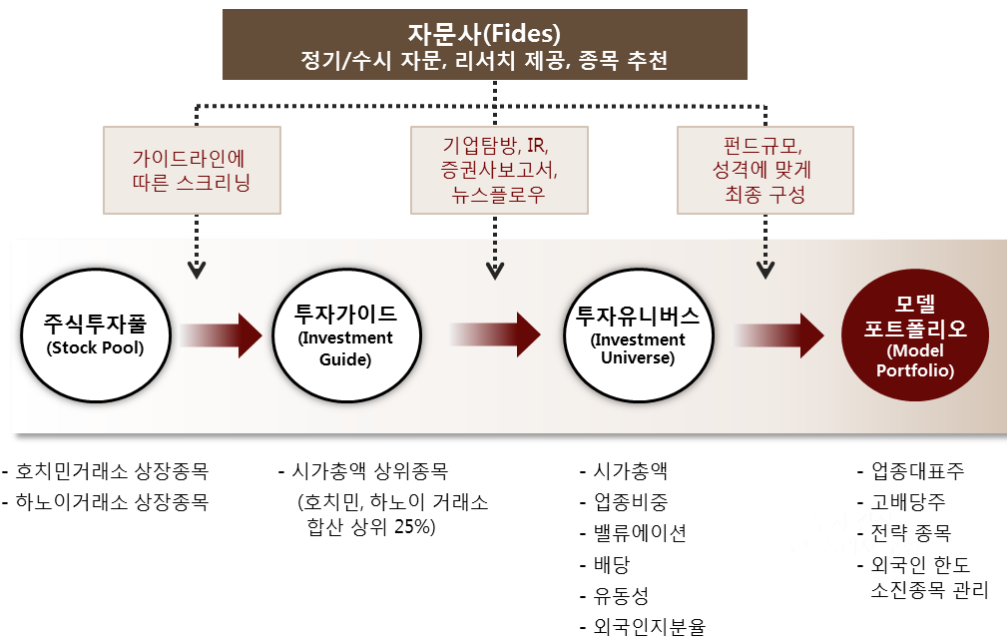 자문사(Fides)
정기/수시 자문, 리서치 제공, 종목 추천
가이드라인에
따른 스크리닝
기업탐방, IR,
증권사보고서,
뉴스플로우
펀드규모,
성격에 맞게
최종 구성
주식투자풀
(Stock Pool)
투자가이드
(Investment
Guide)
투자유니버스
(Investment
Universe)
모델
포트폴리오
(Model
Portfolio)
- 호치민거래소 상장종목
- 하노이거래소 상장종목
- 시가총액 상위종목
(호치민, 하노이 거래소
합산 상위 25%)
- 시가총액
- 업종비중
- 밸류에이션
- 배당
- 유동성
- 외국인지분율
- 업종대표주
- 고배당주
- 전략 종목
- 외국인 한도
소진종목 관리